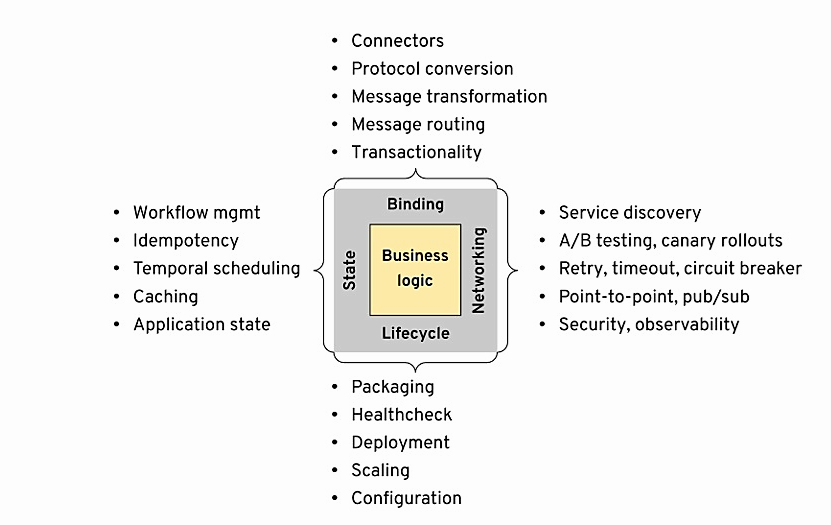 • Connectors
• Protocol conversion
• Message transformation
• Message routing
• Transactionality
• Workflow mgmt
• Idempotency
• Temporal scheduling
• Caching
• Application state
Binding
State
Business
logic
Networking
Lifecycle
• Service discovery
• A/B testing, canary rollouts
• Retry, timeout, circuit breaker
• Point-to-point, pub/sub
• Security, observability
• Packaging
• Healthcheck
• Deployment
• Scaling
• Configuration